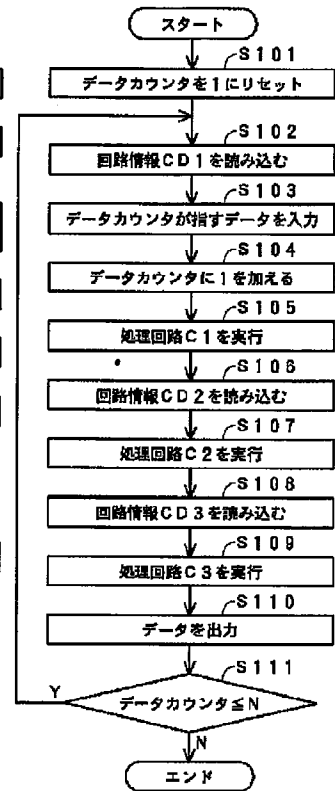 スタート
S101
データカウンタを1にリセット
S102
回路情報CD1を読み込む
S103
データカウンタが指すデータを入力
S104
データカウンタに1を加える
S105
処理回路C1を実行
S106
回路情報CD2を読み込む
S107
処理回路C2を実行
S108
回路情報CD3を読み込む
S109
処理回路C3を実行
S110
データを出力
S111
Y
データカウンタ≦N
N
エンド